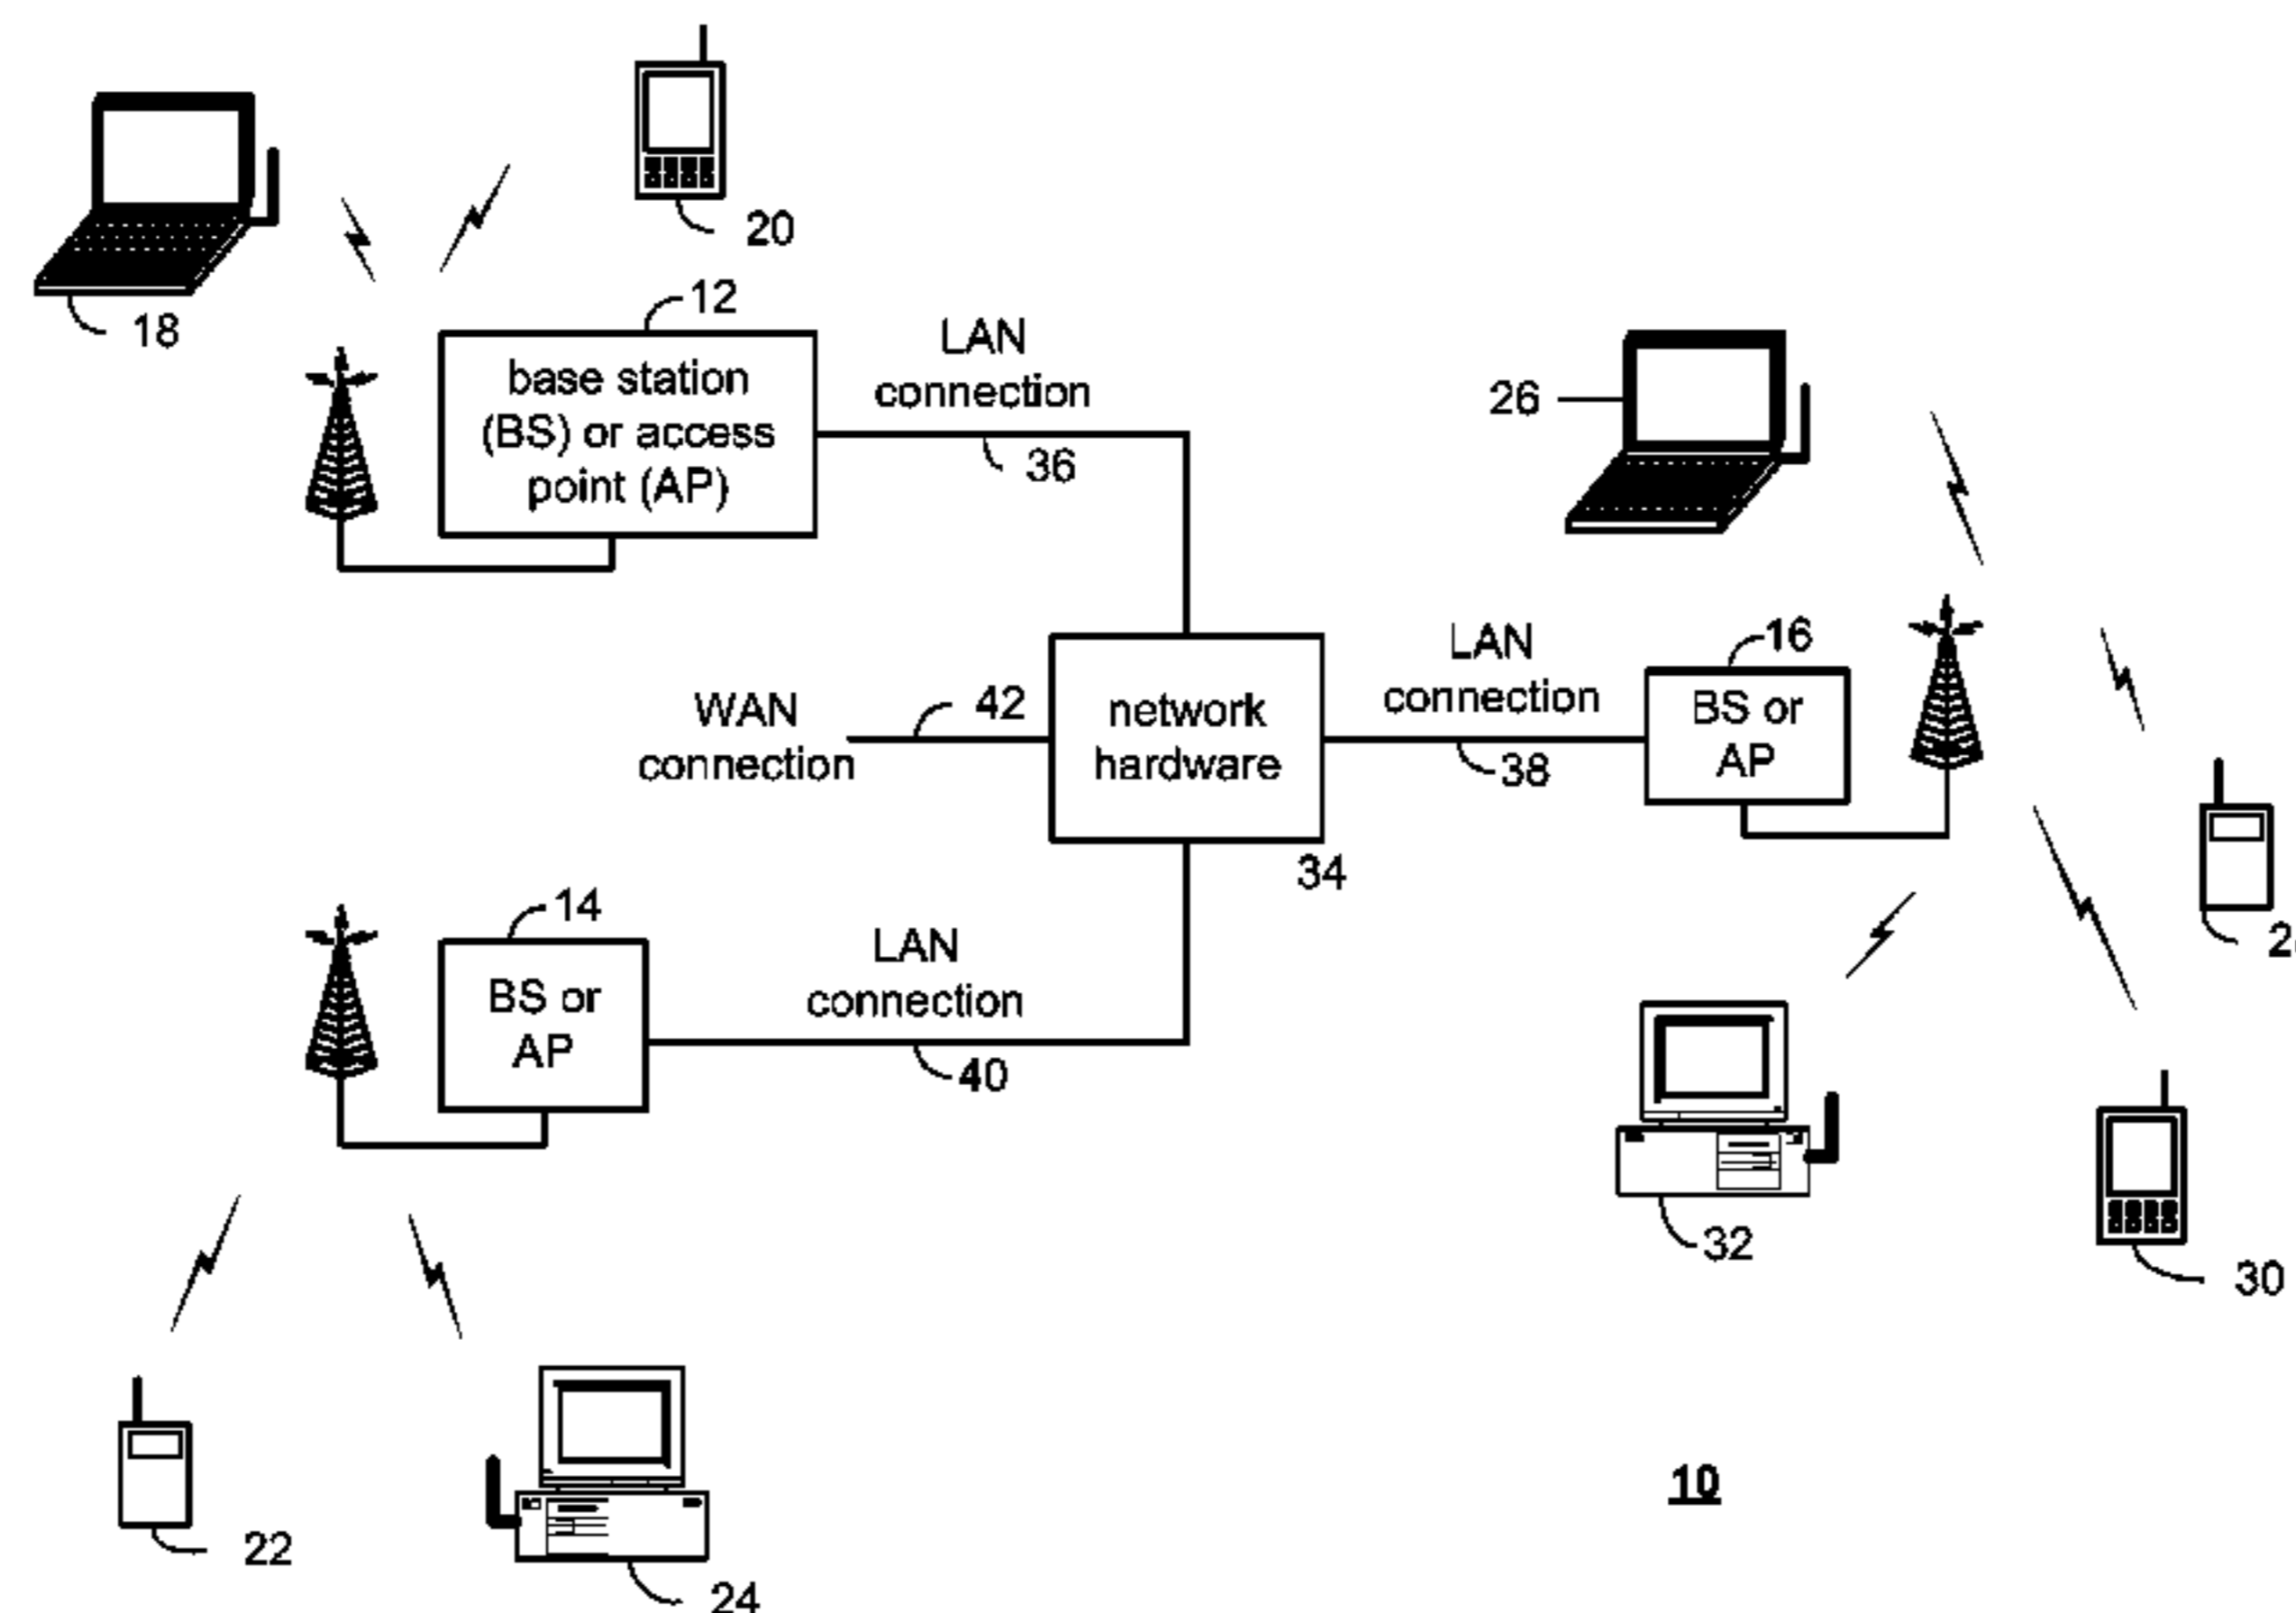 20
18
12
base station
(BS) or access
point (AP)
LAN
connection
36
26
16
BS or
AP
LAN
connection
38
WAN
connection
42
network
hardware
34
14
BS or
AP
LAN
connection
40
32
30
22
24
10